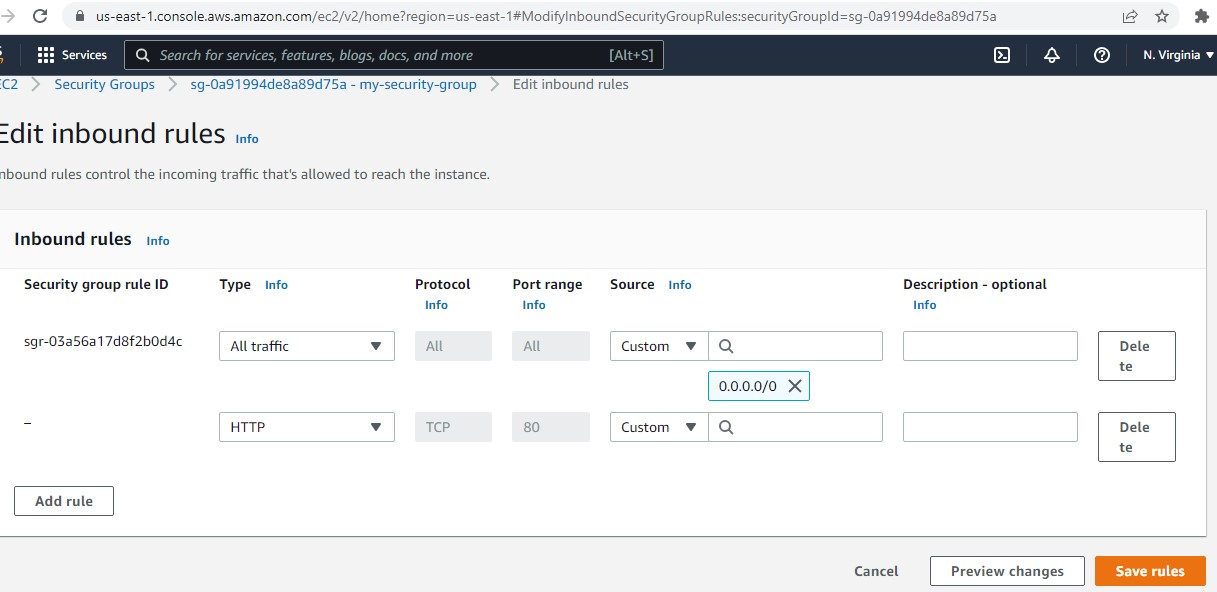 us-east-1.console.aws.amazon.com/ec2/v2/home?region=us-east-1#ModifyInboundSecurityGroupRules:securityGroupId=sg-0a91994de8a89d75a
Services Search for services, features, blogs, docs, and more [Alt+S] N. Virginia
EC2 Security Groups sg-0a91994de8a89d75a - my-security-group Edit inbound rules
Edit inbound rules Info
nbound rules control the incoming traffic that's allowed to reach the instance.
Inbound rules Info
Security group rule ID Type Info Protocol Port range Source Info Description - optional
Info Info Info
sgr-03a56a17d8f2b0d4c All traffic All All Custom Dele
te
0.0.0.0/0
– HTTP TCP 80 Custom Dele
te
Add rule
Cancel Preview changes Save rules